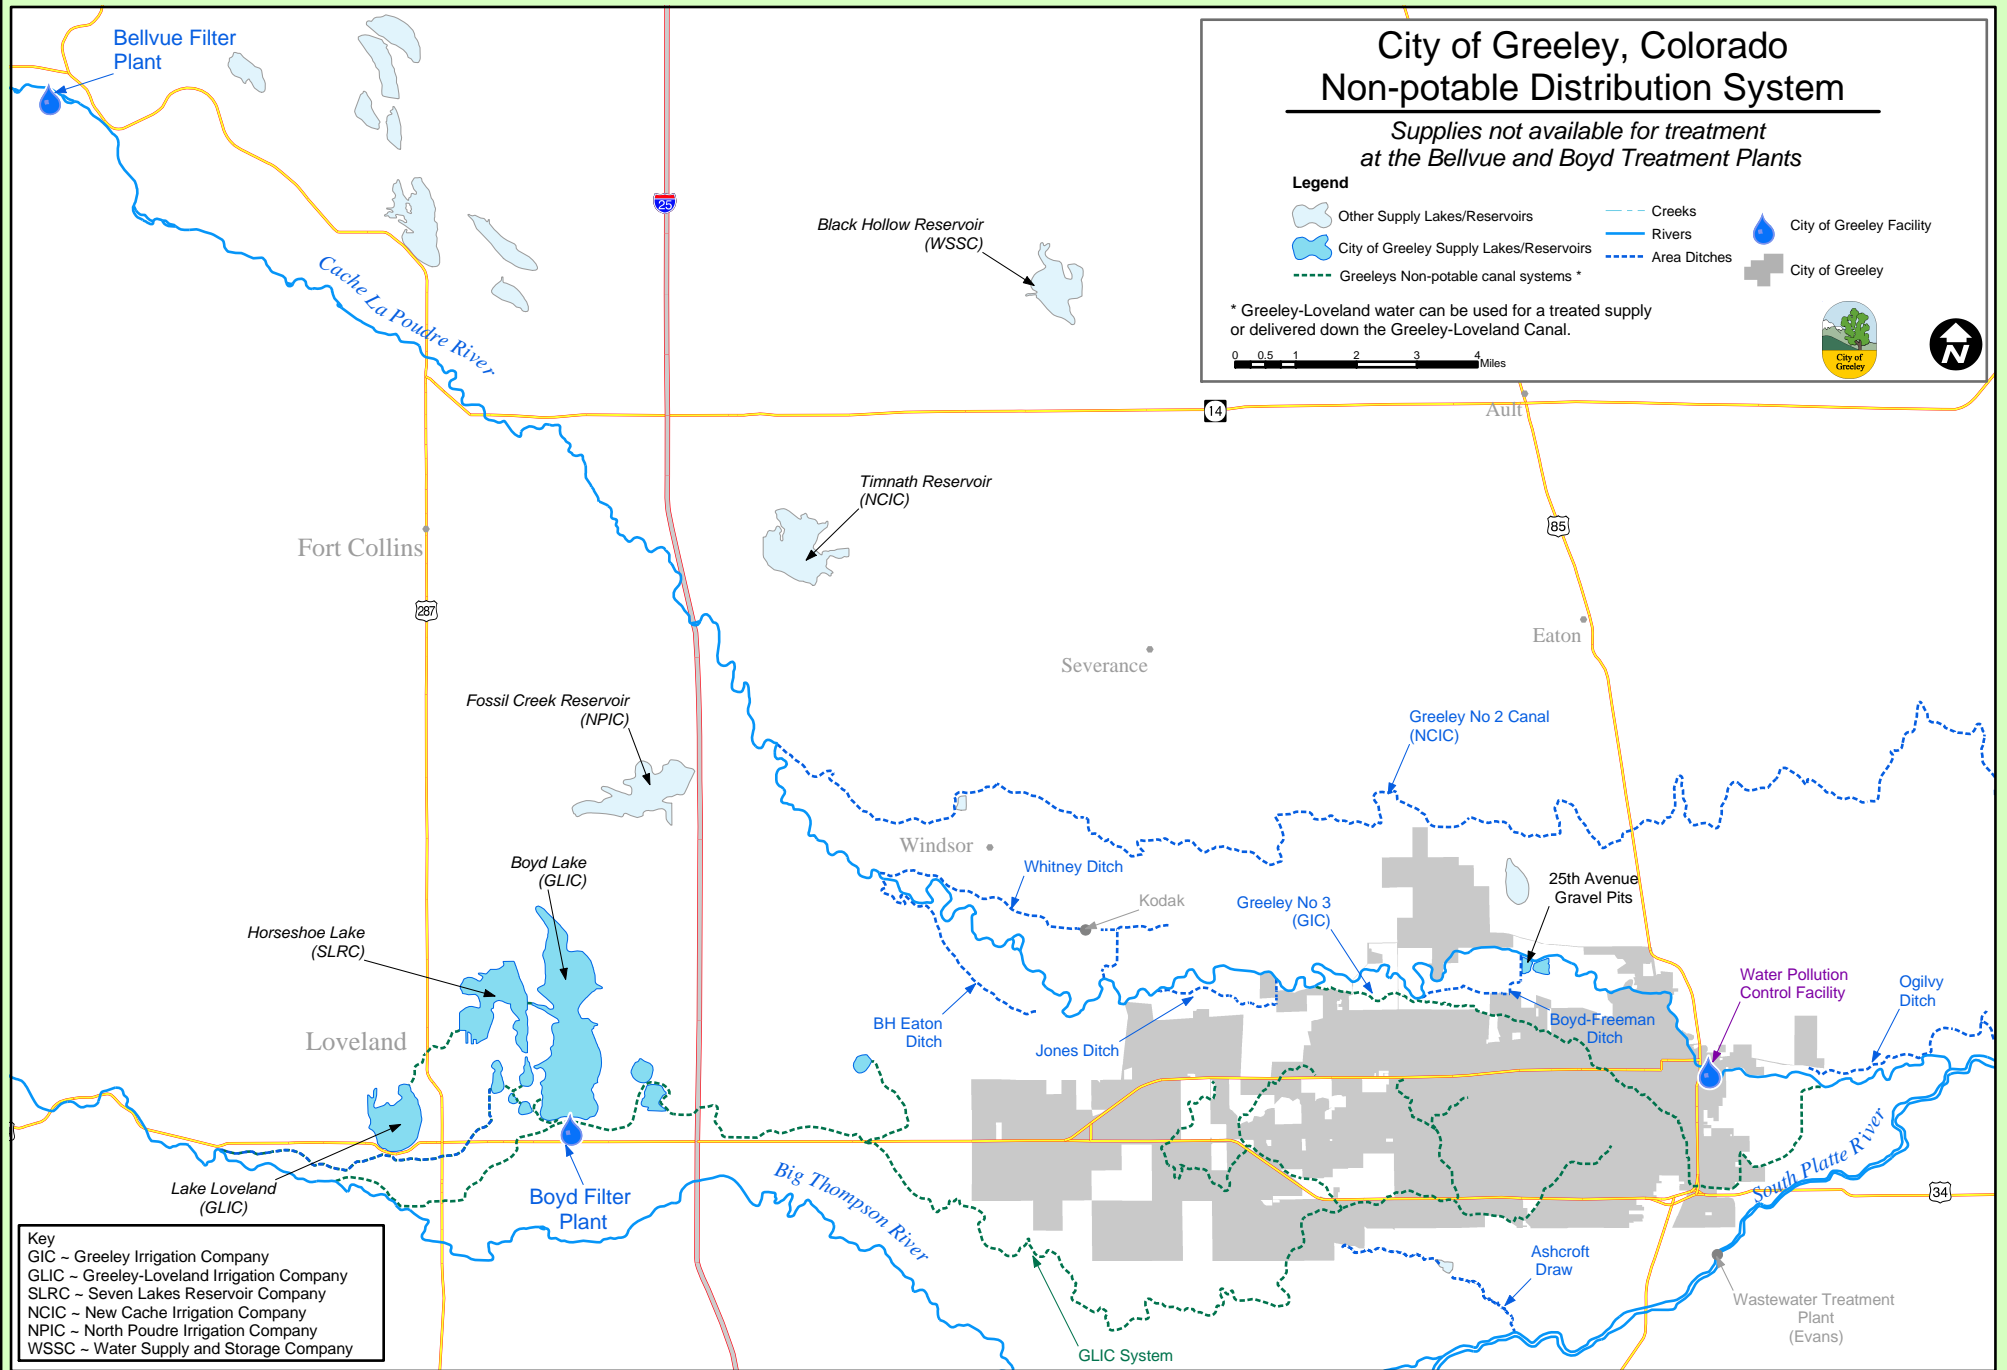 Bellvue Filter
Plant
City of Greeley, Colorado
Non-potable Distribution System
Supplies not available for treatment
at the Bellvue and Boyd Treatment Plants
Legend
Other Supply Lakes/Reservoirs
City of Greeley Supply Lakes/Reservoirs
Greeleys Non-potable canal systems *
Creeks
Rivers
Area Ditches
City of Greeley Facility
City of Greeley
* Greeley-Loveland water can be used for a treated supply
or delivered down the Greeley-Loveland Canal.
0 0.5 1 2 3 4
Miles
City of
Greeley
N
25
Black Hollow Reservoir
(WSSC)
Cache La Poudre River
14
Ault
Timnath Reservoir
(NCIC)
85
Fort Collins
287
Eaton
Severance
Fossil Creek Reservoir
(NPIC)
Greeley No 2 Canal
(NCIC)
Windsor
Whitney Ditch
Boyd Lake
(GLIC)
Kodak
Greeley No 3
(GIC)
25th Avenue
Gravel Pits
Horseshoe Lake
(SLRC)
Water Pollution
Control Facility
Ogilvy
Ditch
BH Eaton
Ditch
Jones Ditch
Boyd-Freeman
Ditch
Loveland
Lake Loveland
(GLIC)
Boyd Filter
Plant
Big Thompson River
South Platte River
34
Ashcroft
Draw
Wastewater Treatment
Plant
(Evans)
GLIC System
Key
GIC ~ Greeley Irrigation Company
GLIC ~ Greeley-Loveland Irrigation Company
SLRC ~ Seven Lakes Reservoir Company
NCIC ~ New Cache Irrigation Company
NPIC ~ North Poudre Irrigation Company
WSSC ~ Water Supply and Storage Company